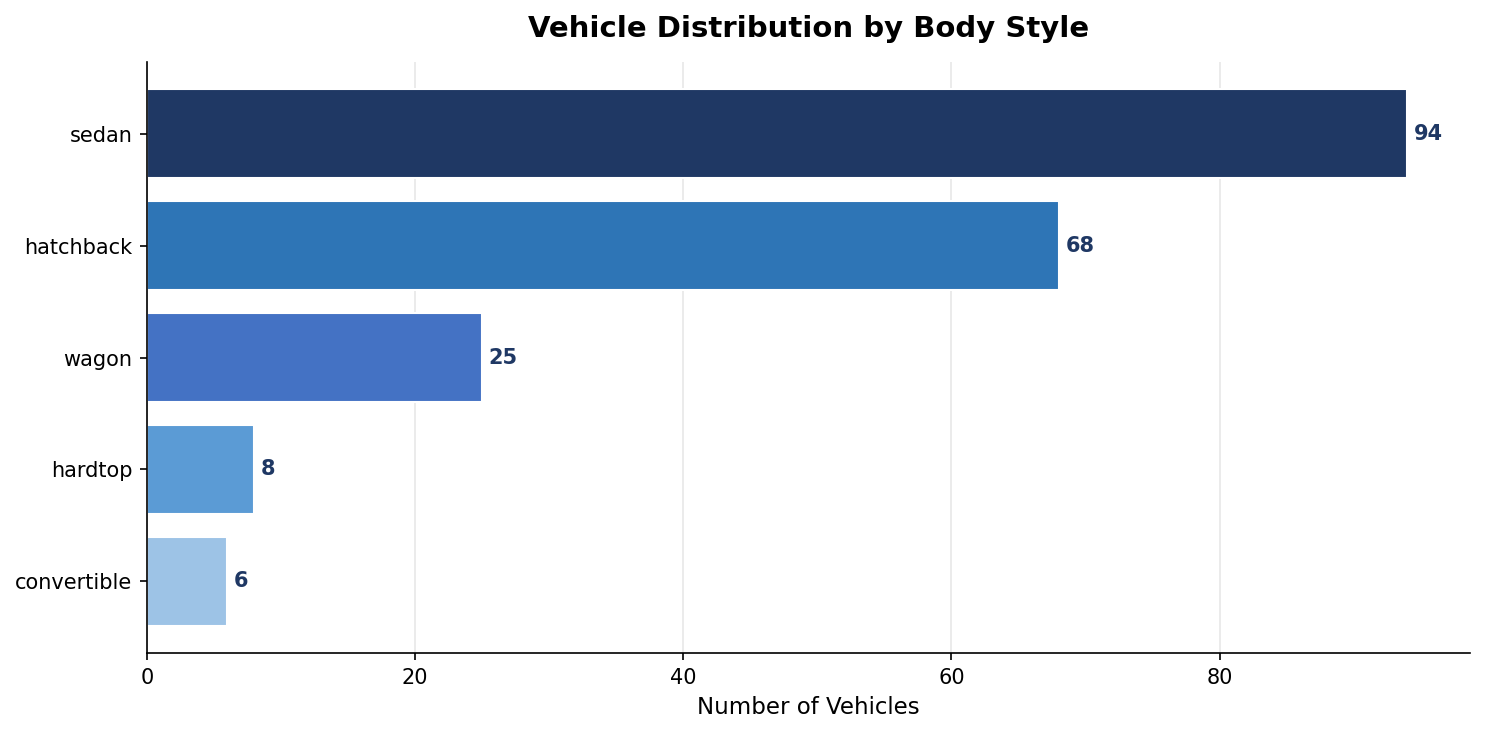 Vehicle Distribution by Body Style
sedan 94
hatchback 68
wagon 25
hardtop 8
convertible 6
0 20 40 60 80
Number of Vehicles